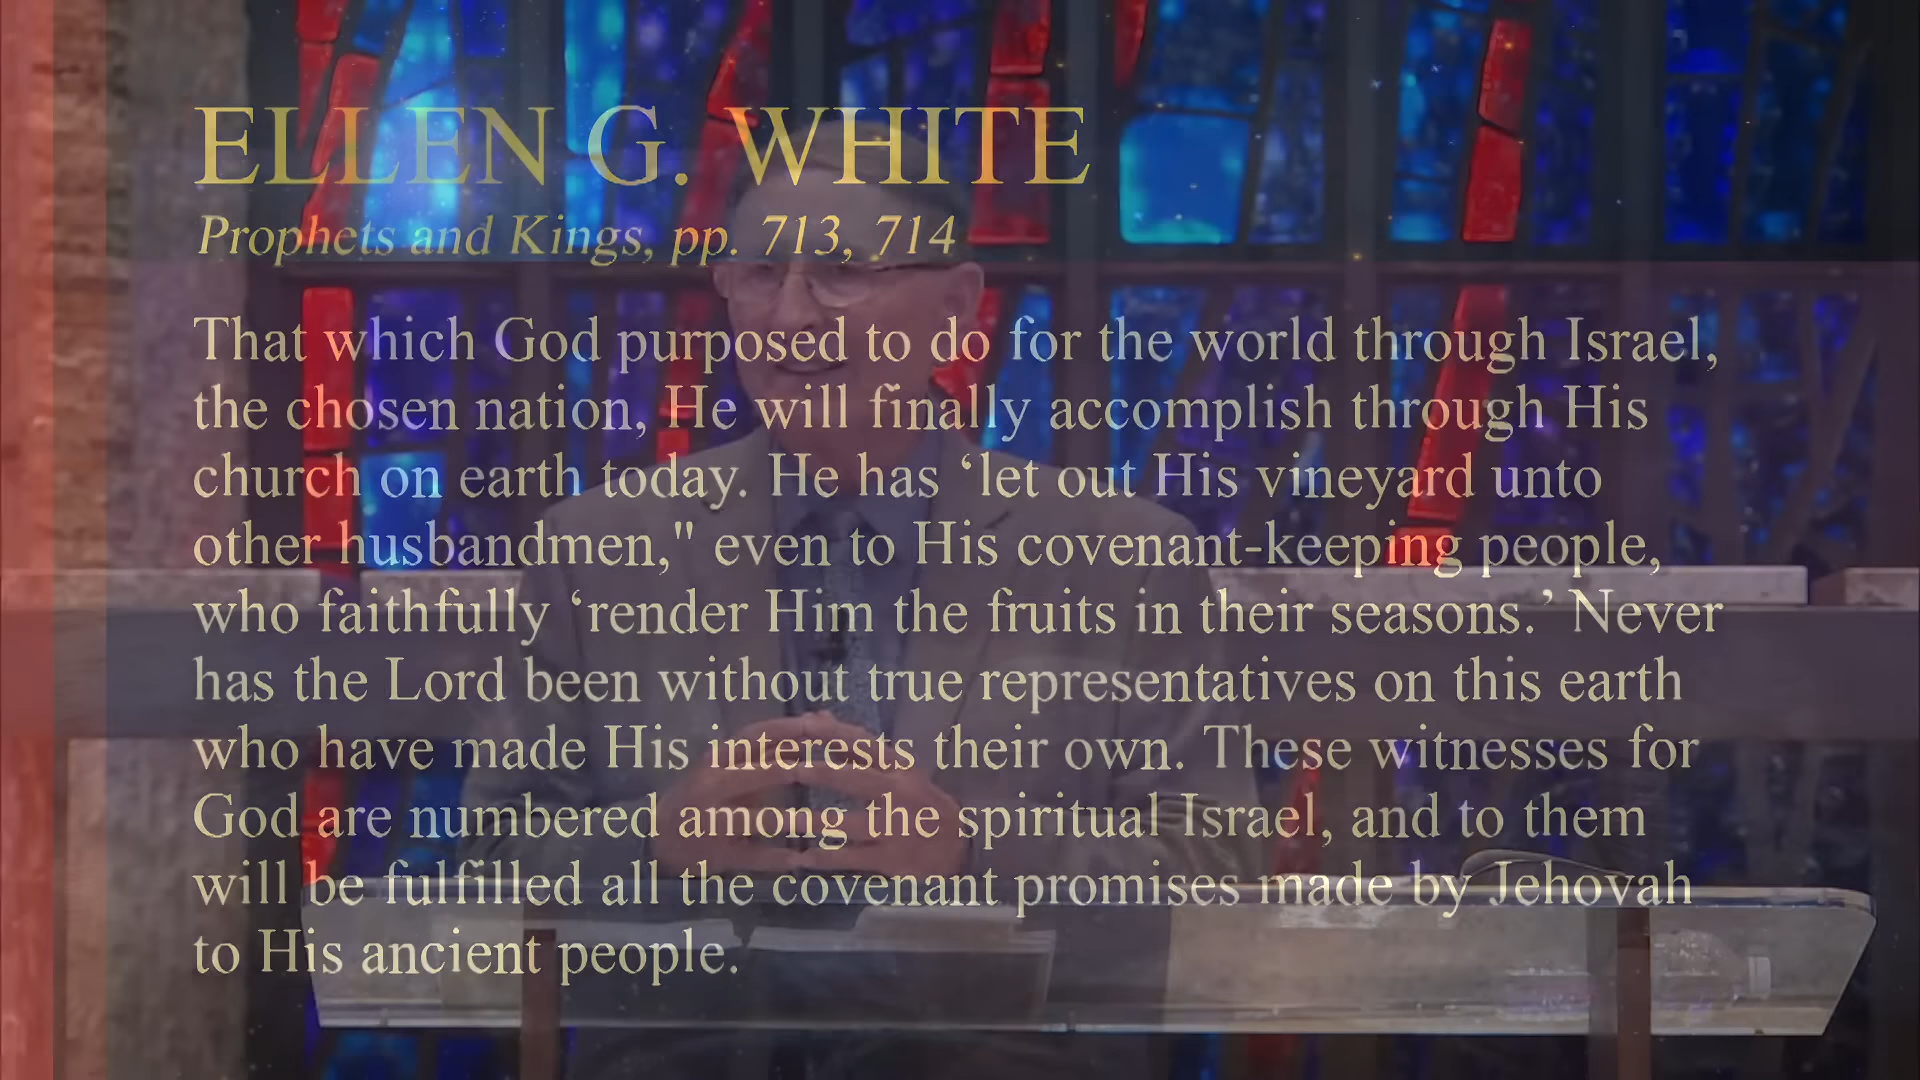 ELLEN G. WHITE
Prophets and Kings, pp. 713, 714
That which God purposed to do for the world through Israel,
the chosen nation, He will finally accomplish through His
church on earth today. He has ‘let out His vineyard unto
other husbandmen," even to His covenant-keeping people,
who faithfully ‘render Him the fruits in their seasons.’ Never
has the Lord been without true representatives on this earth
who have made His interests their own. These witnesses for
God are numbered among the spiritual Israel, and to them
will be fulfilled all the covenant promises made by Jehovah
to His ancient people.